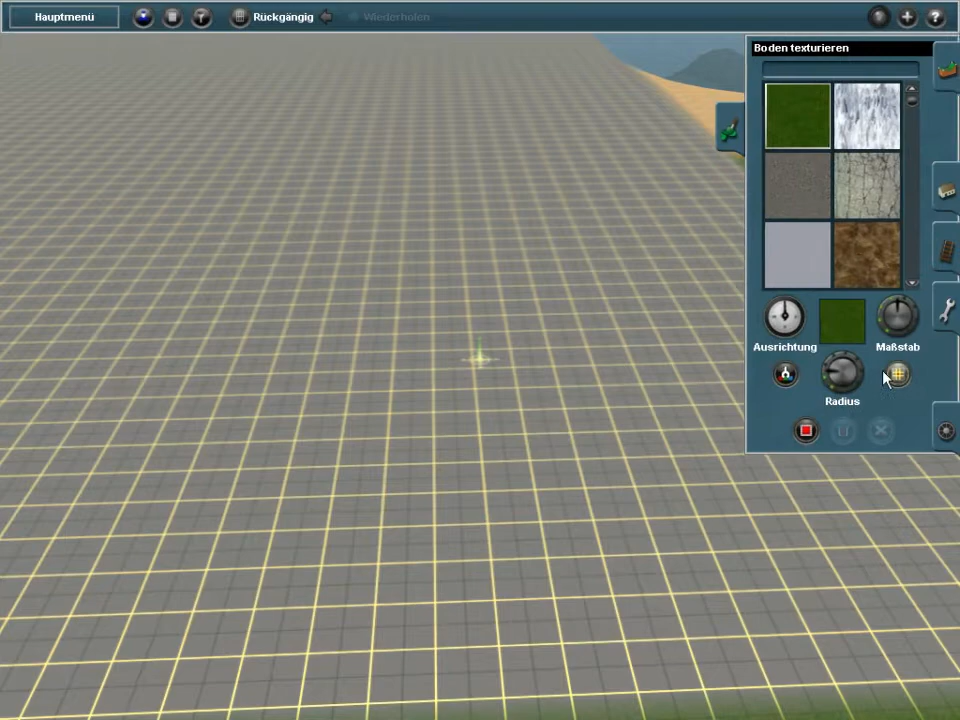 Hauptmenü
Rückgängig
Wiederholen
?
Boden texturieren
Ausrichtung
Maßstab
Radius